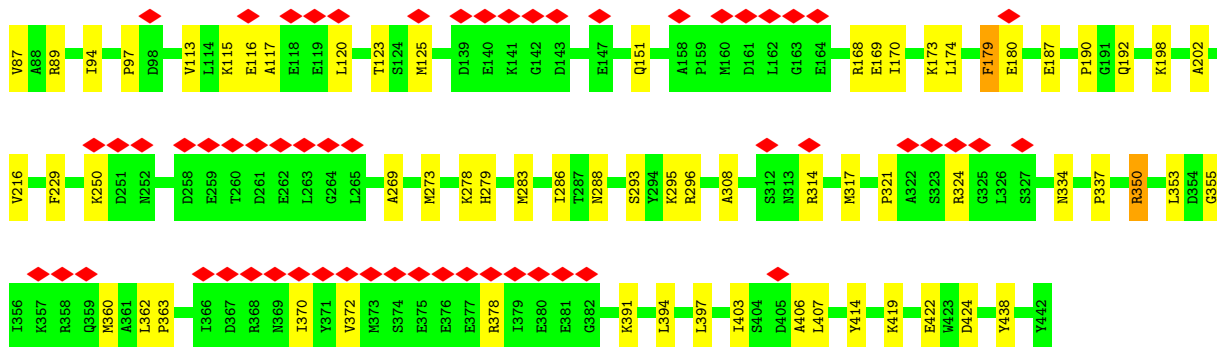 V87 A88 R89 I94 P97 D98 V113 L114 K115 E116 A117 E118 E119 L120 T123 S124 M125 D139 E140 K141 G142 D143 E147 Q151 A158 P159 M160 D161 L162 G163 E164 R168 E169 I170 K173 L174 F179 E180 E187 P190 G191 Q192 K198 A202
V216 F229 K250 D251 N252 D258 E259 T260 D261 E262 L263 G264 L265 A269 M273 K278 H279 M283 I286 T287 N288 S293 Y294 K295 R296 A308 S312 N313 R314 M317 P321 A322 S323 R324 G325 L326 S327 N334 P337 R350 L353 D354 G355
I356 K357 R358 Q359 M360 A361 L362 P363 I366 D367 R368 N369 I370 Y371 V372 M373 S374 E375 E376 E377 R378 I379 E380 E381 G382 K391 L394 L397 I403 S404 D405 A406 L407 Y414 K419 E422 W423 D424 Y438 Y442